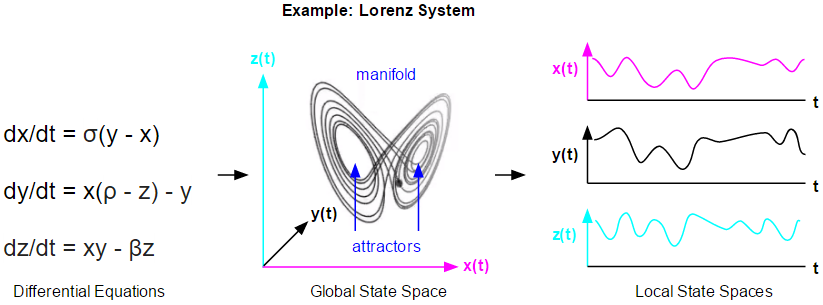 Example: Lorenz System
dx/dt = σ(y - x)
dy/dt = x(ρ - z) - y
dz/dt = xy - βz
Differential Equations
z(t)
manifold
y(t)
attractors
x(t)
Global State Space
x(t)
t
y(t)
t
z(t)
t
Local State Spaces